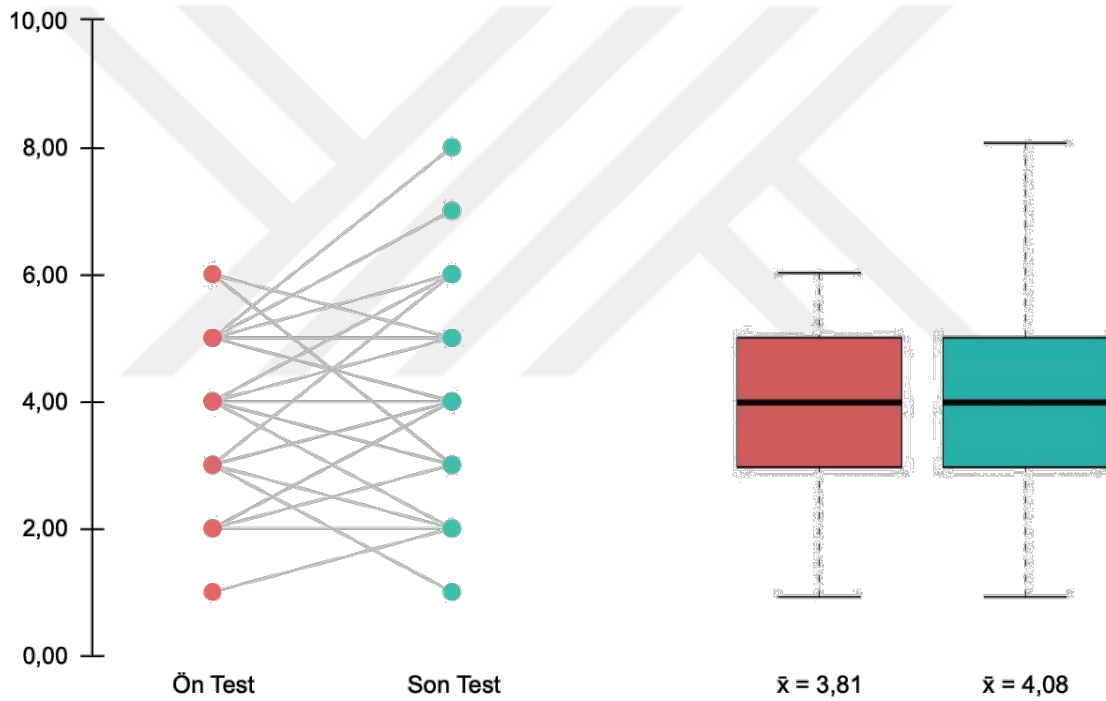 10,00
8,00
6,00
4,00
2,00
0,00
Ön Test
Son Test
x̄ = 3,81
x̄ = 4,08